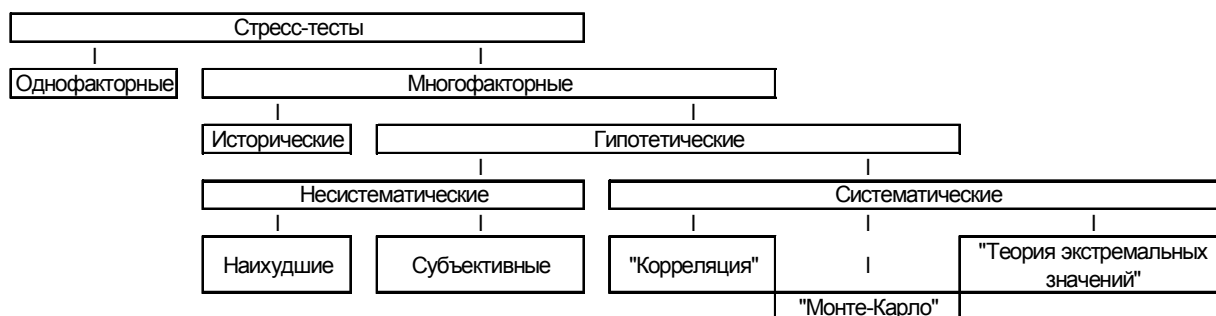 Стресс-тесты
Однофакторные
Многофакторные
Исторические
Гипотетические
Несистематические
Систематические
Наихудшие
Субъективные
"Корреляция"
"Теория экстремальных
значений"
"Монте-Карло"